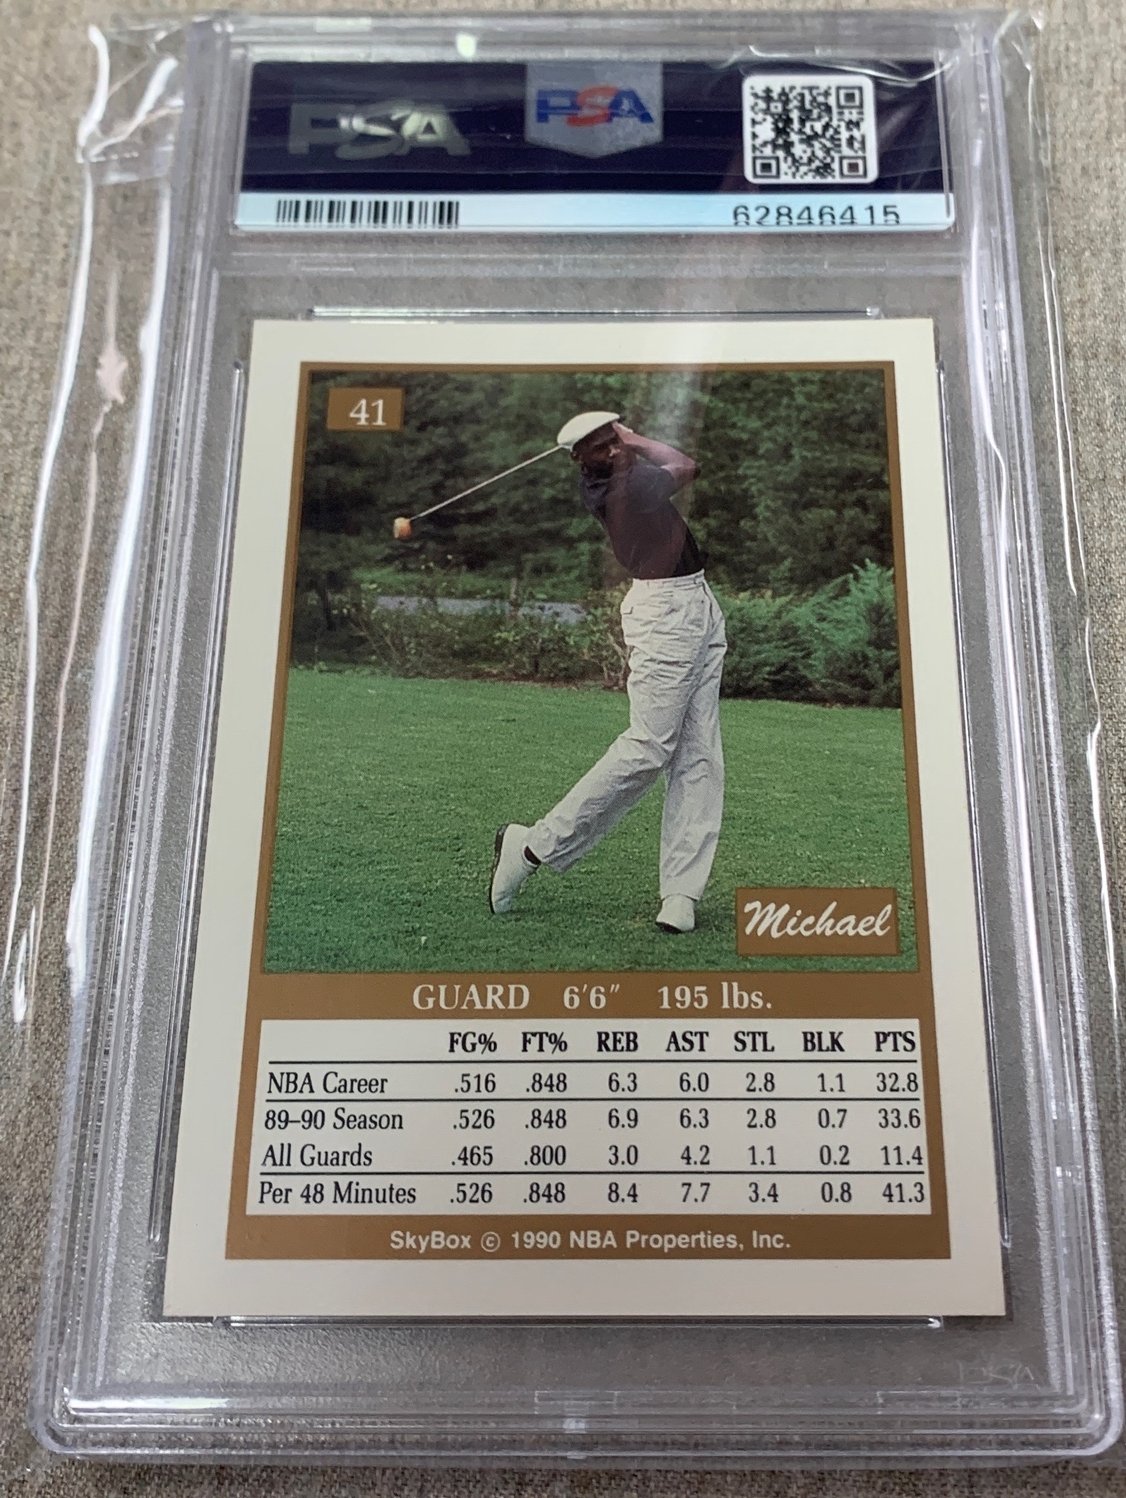 PSA
PSA
62846415
41
Michael
GUARD 6'6" 195 lbs.
FG% FT% REB AST STL BLK PTS
NBA Career .516 .848 6.3 6.0 2.8 1.1 32.8
89–90 Season .526 .848 6.9 6.3 2.8 0.7 33.6
All Guards .465 .800 3.0 4.2 1.1 0.2 11.4
Per 48 Minutes .526 .848 8.4 7.7 3.4 0.8 41.3
SkyBox © 1990 NBA Properties, Inc.
PSA